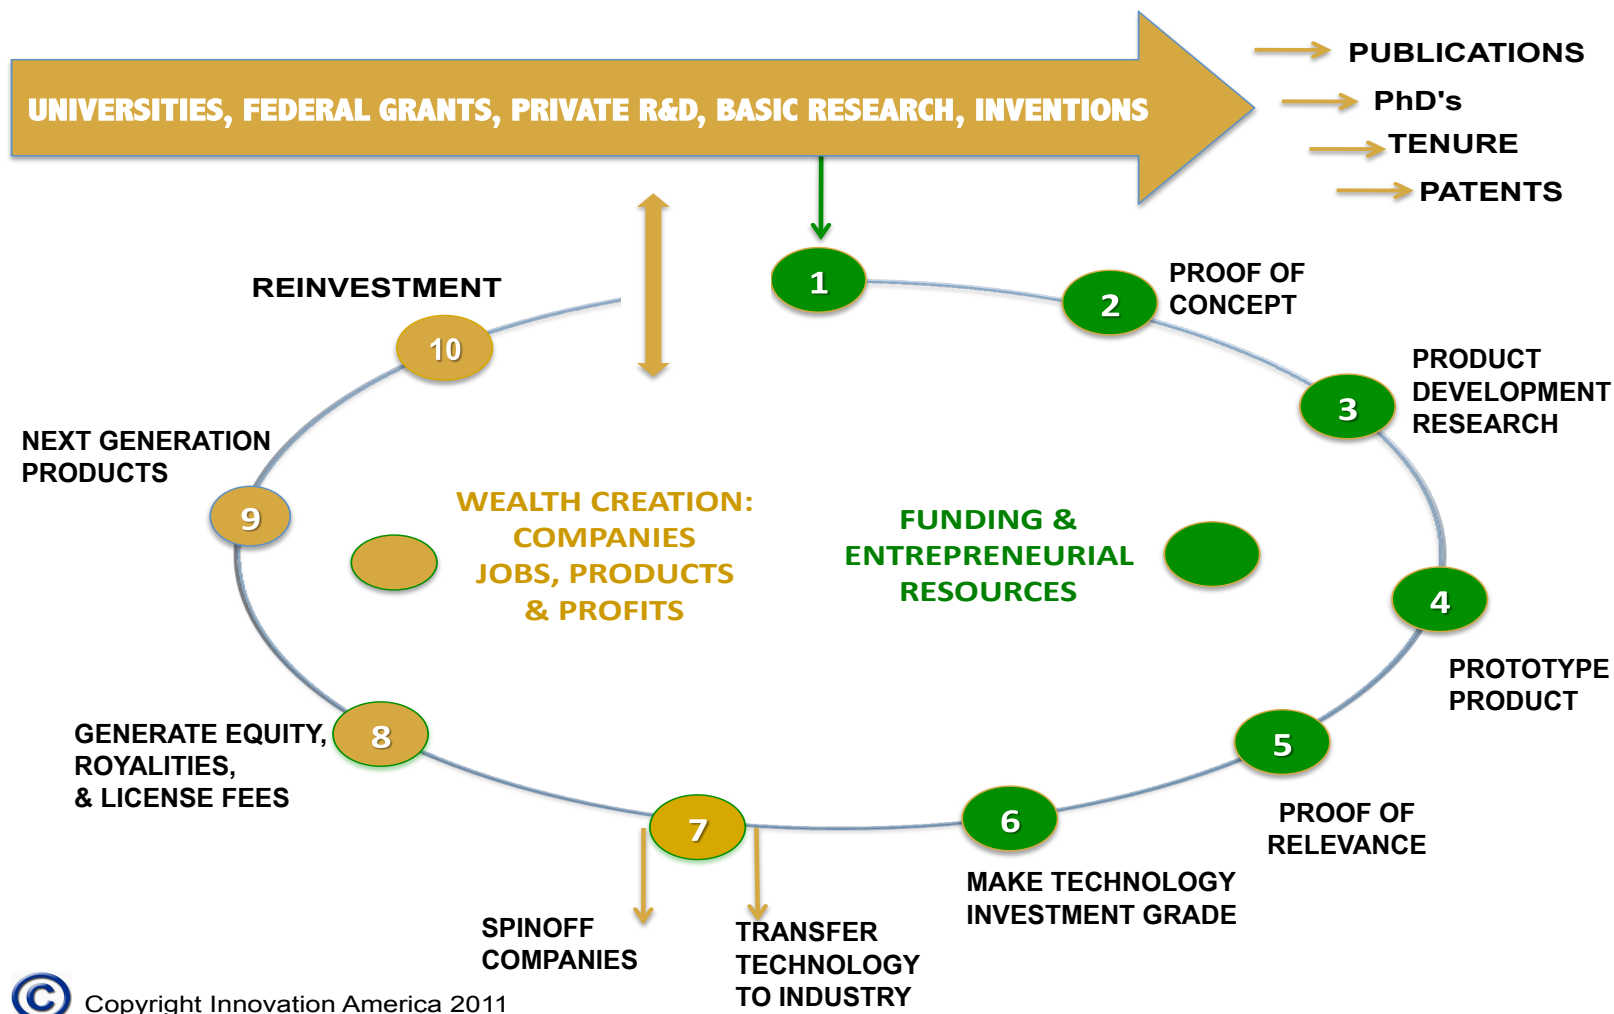 UNIVERSITIES, FEDERAL GRANTS, PRIVATE R&D, BASIC RESEARCH, INVENTIONS
PUBLICATIONS
PhD's
TENURE
PATENTS
1
2
PROOF OF
CONCEPT
3
PRODUCT
DEVELOPMENT
RESEARCH
4
PROTOTYPE
PRODUCT
5
PROOF OF
RELEVANCE
6
MAKE TECHNOLOGY
INVESTMENT GRADE
7
SPINOFF
COMPANIES
TRANSFER
TECHNOLOGY
TO INDUSTRY
8
GENERATE EQUITY,
ROYALITIES,
& LICENSE FEES
9
NEXT GENERATION
PRODUCTS
10
REINVESTMENT
WEALTH CREATION:
COMPANIES
JOBS, PRODUCTS
& PROFITS
FUNDING &
ENTREPRENEURIAL
RESOURCES
© Copyright Innovation America 2011